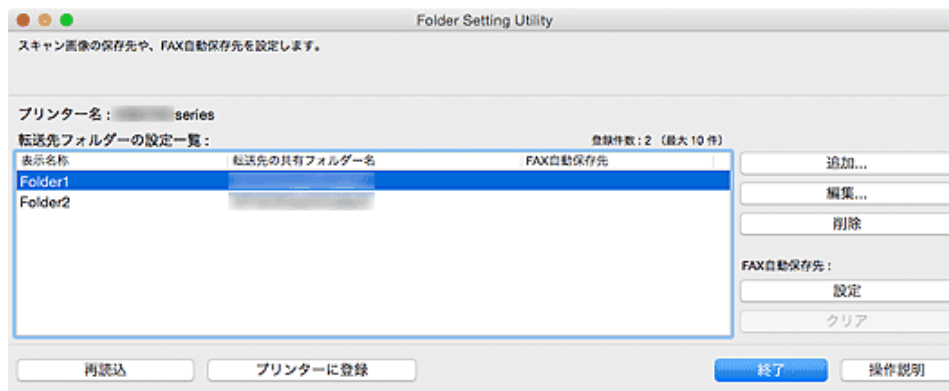 Folder Setting Utility
スキャン画像の保存先や、FAX自動保存先を設定します。
プリンター名： series
転送先フォルダーの設定一覧：
登録件数：2 （最大 10 件）
表示名称 転送先の共有フォルダー名 FAX自動保存先
Folder1
Folder2
追加...
編集...
削除
FAX自動保存先：
設定
クリア
再読込 プリンターに登録 終了 操作説明